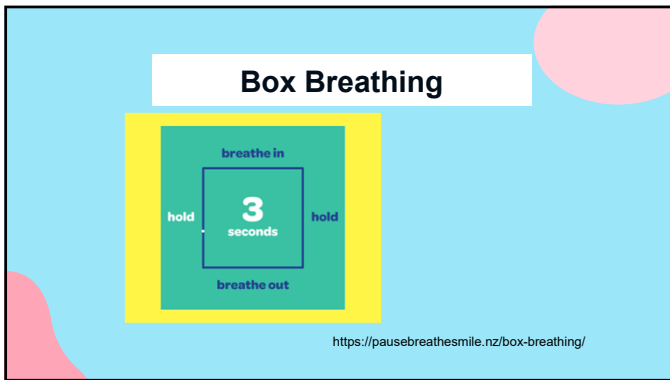 Box Breathing
breathe in
hold
3
seconds
hold
breathe out
https://pausebreathesmile.nz/box-breathing/